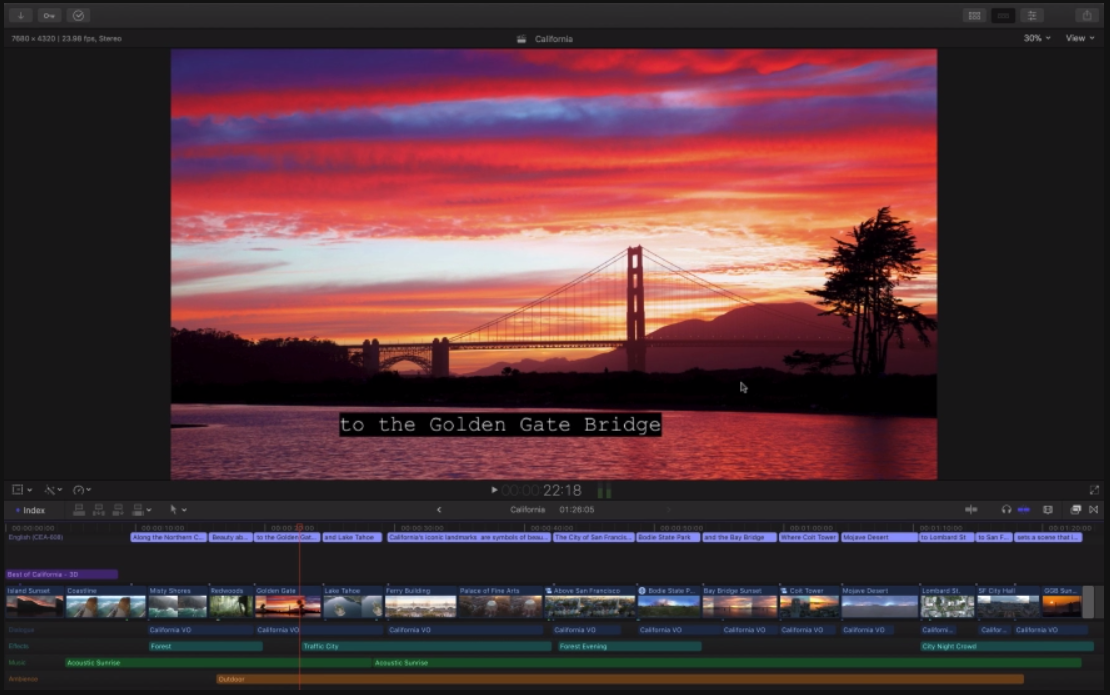 7680 × 4320 | 23.98 fps, Stereo
California
30%
View
to the Golden Gate Bridge
00:00:22:18
Index
California
01:26:05
00:00:00:00
00:00:10:00
00:00:30:00
00:00:40:00
00:00:50:00
00:01:00:00
00:01:10:00
00:01:20:00
English (CEA-608)
Along the Northern C...
Beauty ab...
to the Golden Gat...
and Lake Tahoe
California's iconic landmarks are symbols of beau...
The City of San Francis...
Bodie State Park
and the Bay Bridge
Where Coit Tower
Mojave Desert
to Lombard St
to San F...
sets a scene that i...
Best of California - 3D
Island Sunset
Coastline
Misty Shores
Redwoods
Golden Gate
Lake Tahoe
Ferry Building
Palace of Fine Arts
Above San Francisco
Bodie State P...
Bay Bridge Sunset
Coit Tower
Mojave Desert
Lombard St.
SF City Hall
GGB Sun...
Dialogue
California VO
California VO
California VO
California VO
California VO
California VO
California VO
California VO
Californi...
Califor...
California VO
Effects
Forest
Traffic City
Forest Evening
City Night Crowd
Music
Acoustic Sunrise
Acoustic Sunrise
Ambience
Outdoor